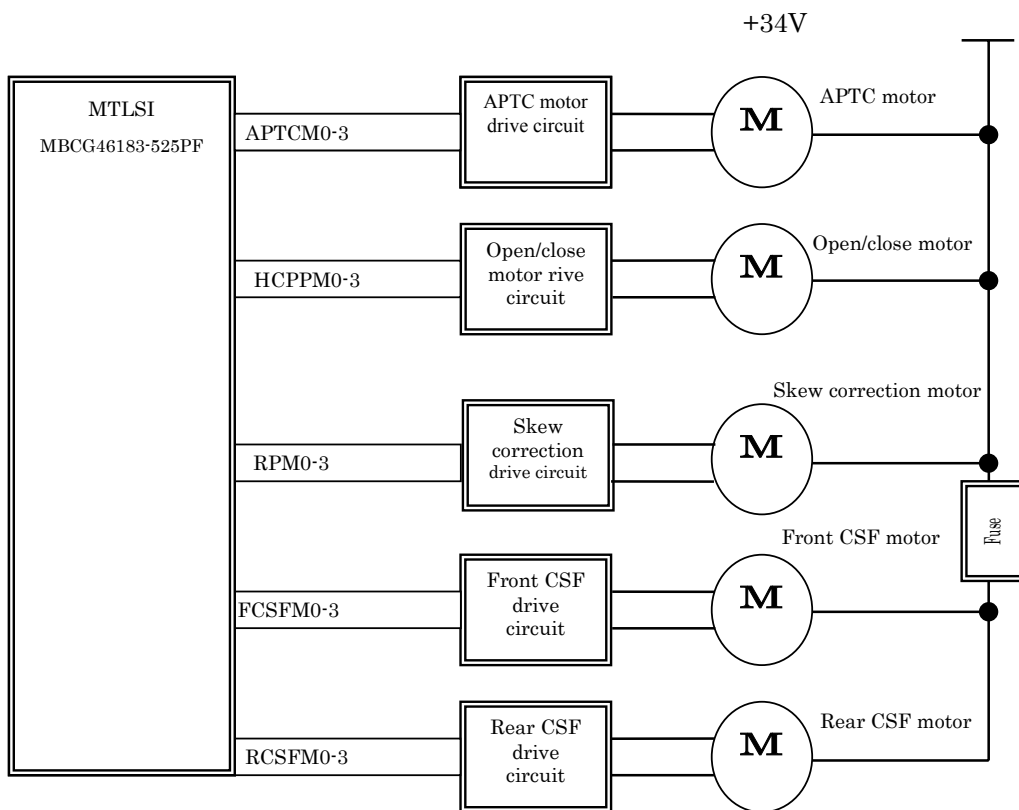 +34V
MTLSI
MBCG46183-525PF
APTCM0-3
APTC motor
drive circuit
M
APTC motor
HCPPM0-3
Open/close
motor rive
circuit
M
Open/close motor
RPM0-3
Skew
correction
drive circuit
M
Skew correction motor
Fuse
FCSFM0-3
Front CSF
drive
circuit
M
Front CSF motor
RCSFM0-3
Rear CSF
drive
circuit
M
Rear CSF motor